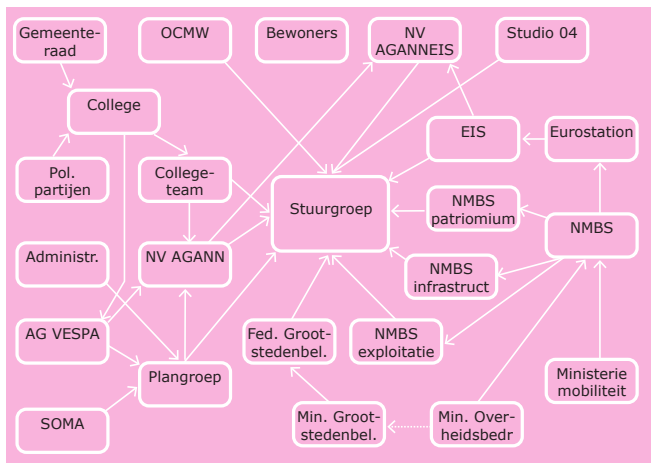 Gemeente-
raad
OCMW
Bewoners
NV
AGANNEIS
Studio 04
College
EIS
Eurostation
Pol.
partijen
College-
team
Stuurgroep
NMBS
patriomium
NMBS
Administr.
NV AGANN
NMBS
infrastruct
AG VESPA
Plangroep
Fed. Groot-
stedenbel.
NMBS
exploitatie
Ministerie
mobiliteit
SOMA
Min. Groot-
stedenbel.
Min. Over-
heidsbedr